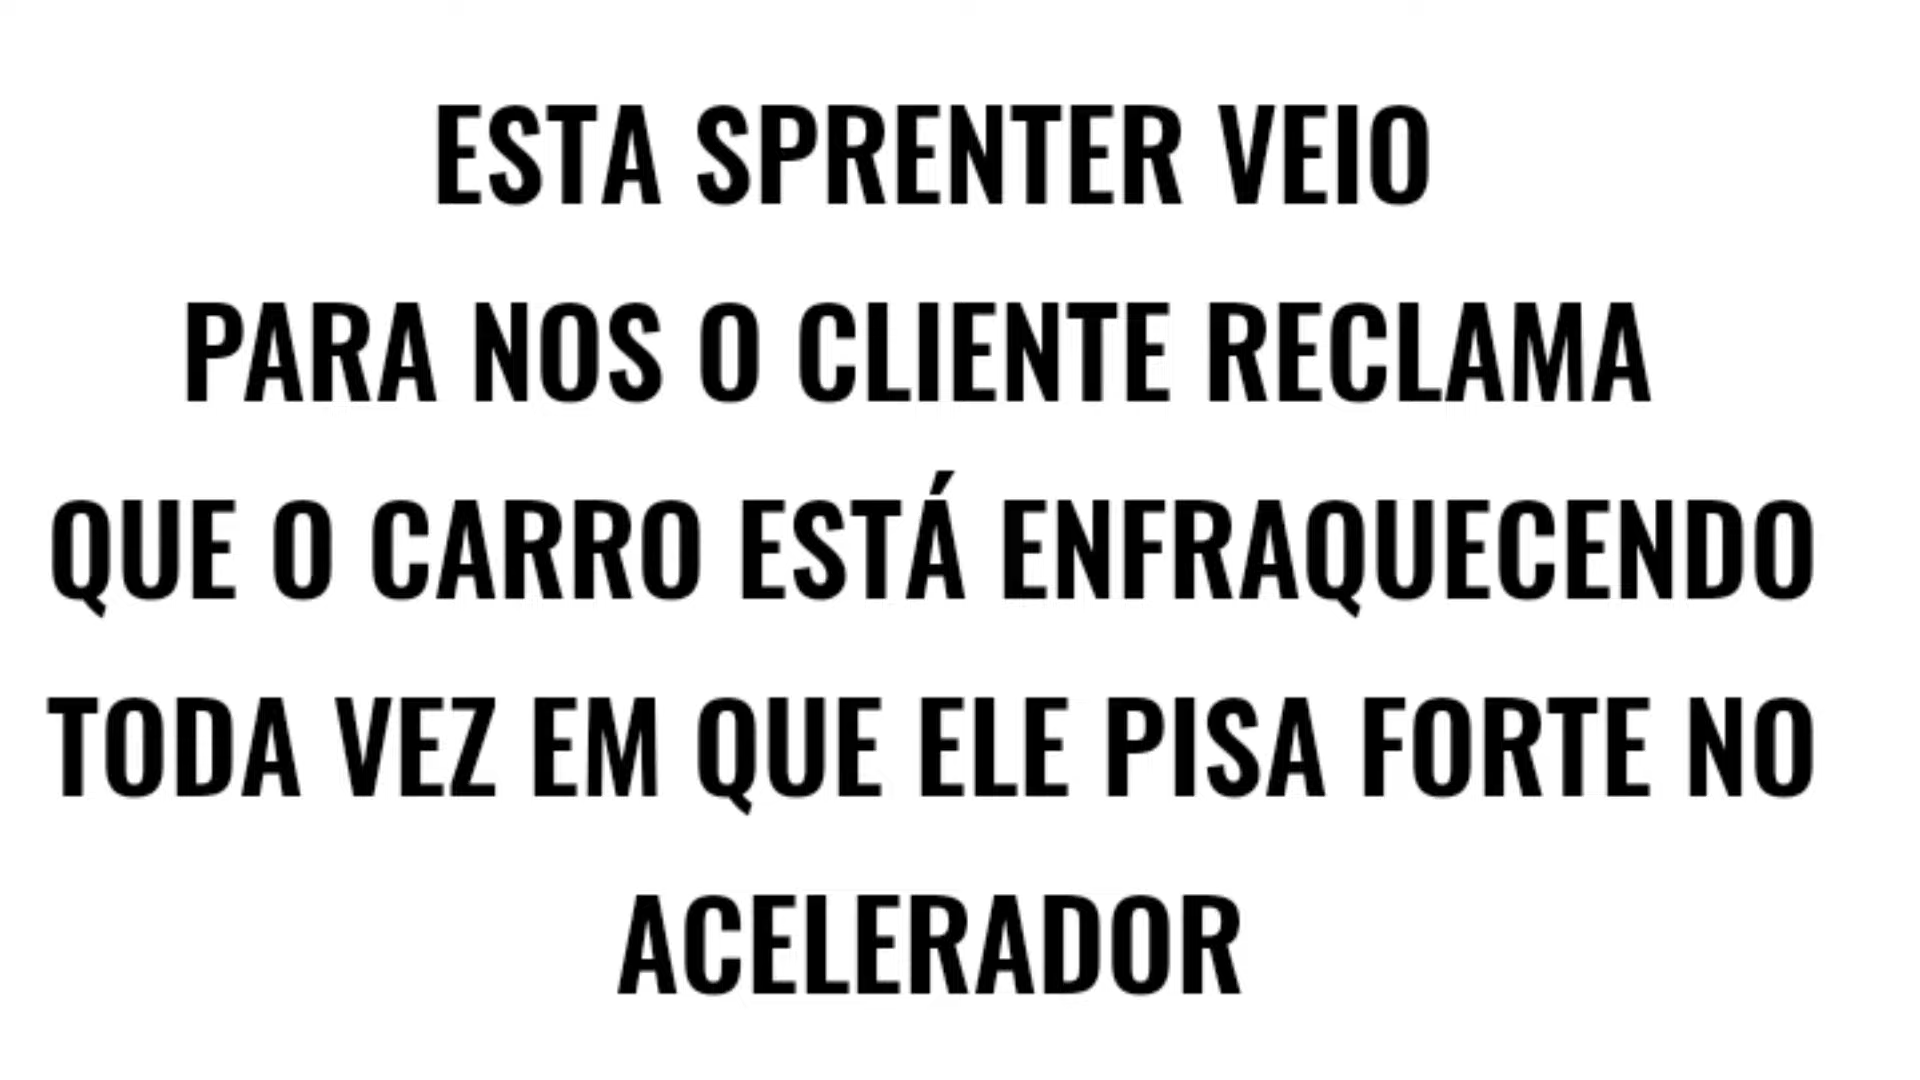 ESTA SPRENTER VEIO
PARA NOS O CLIENTE RECLAMA
QUE O CARRO ESTÁ ENFRAQUECENDO
TODA VEZ EM QUE ELE PISA FORTE NO
ACELERADOR